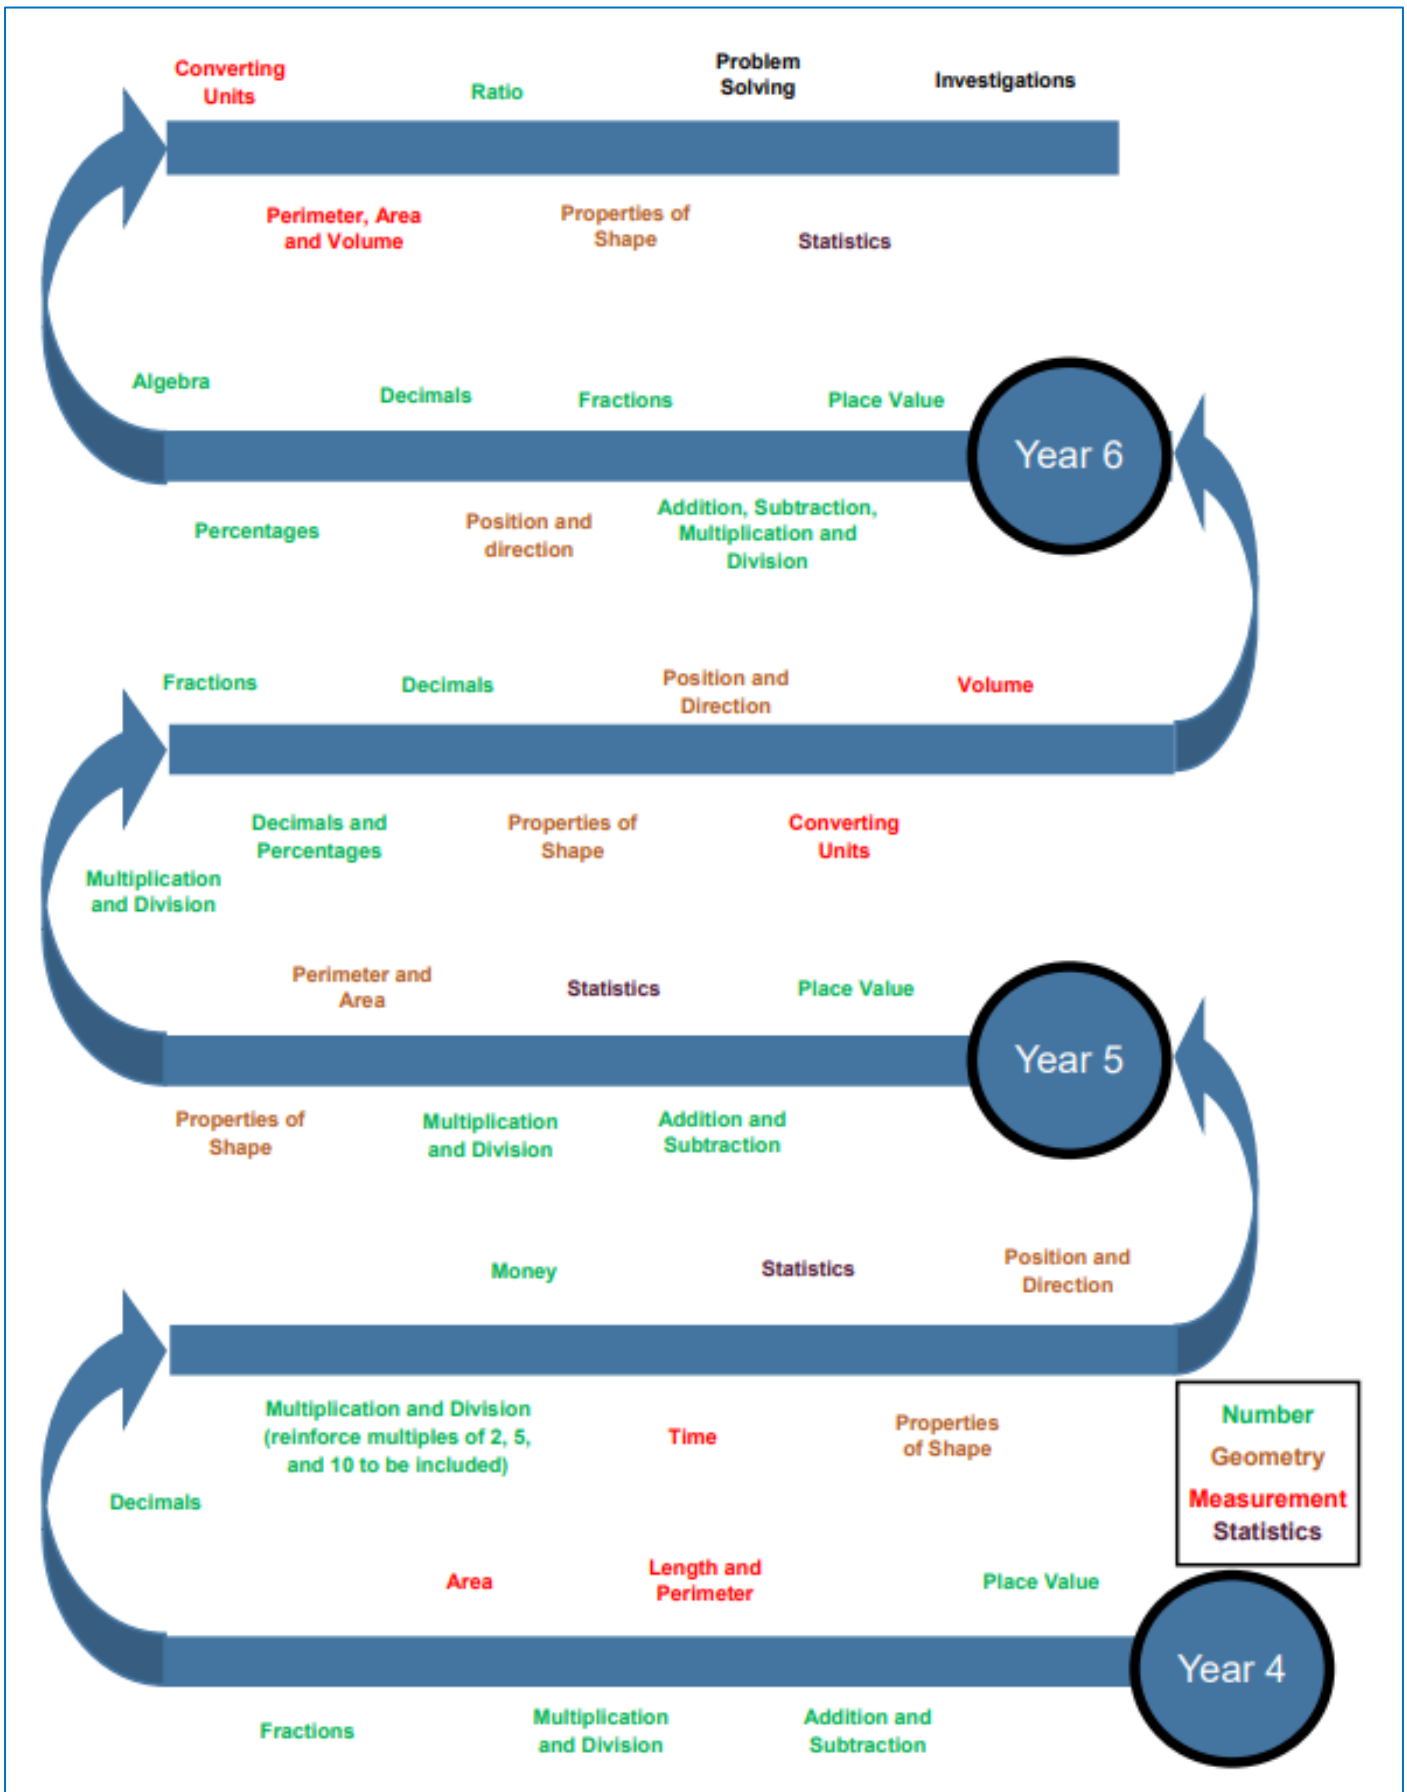 Converting
Units
Ratio
Problem
Solving
Investigations
Perimeter, Area
and Volume
Properties of
Shape
Statistics
Algebra
Decimals
Fractions
Place Value
Year 6
Percentages
Position and
direction
Addition, Subtraction,
Multiplication and
Division
Fractions
Decimals
Position and
Direction
Volume
Decimals and
Percentages
Properties of
Shape
Converting
Units
Multiplication
and Division
Perimeter and
Area
Statistics
Place Value
Year 5
Properties of
Shape
Multiplication
and Division
Addition and
Subtraction
Money
Statistics
Position and
Direction
Multiplication and Division
(reinforce multiples of 2, 5,
and 10 to be included)
Time
Properties
of Shape
Number
Geometry
Measurement
Statistics
Decimals
Area
Length and
Perimeter
Place Value
Year 4
Fractions
Multiplication
and Division
Addition and
Subtraction